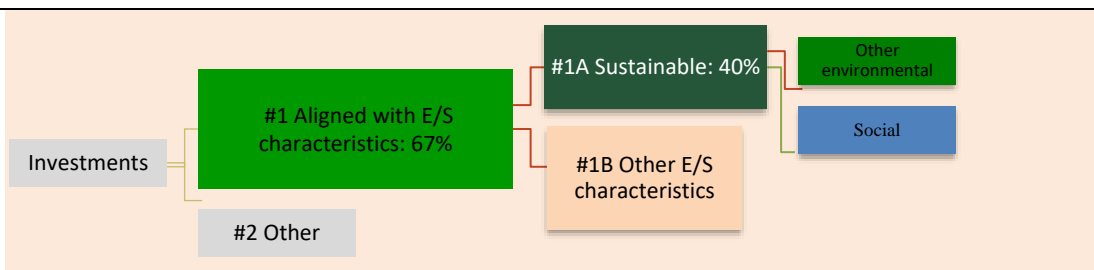 Investments
#1 Aligned with E/S
characteristics: 67%
#2 Other
#1A Sustainable: 40%
#1B Other E/S
characteristics
Other
environmental
Social